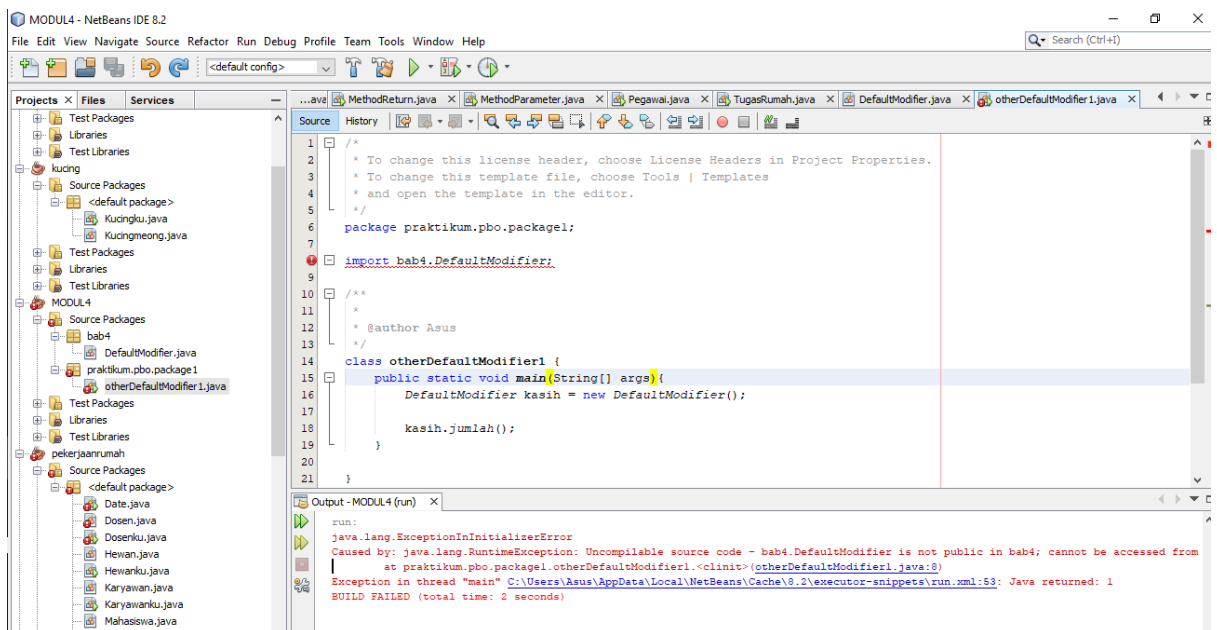 MODUL4 - NetBeans IDE 8.2
File Edit View Navigate Source Refactor Run Debug Profile Team Tools Window Help
Search (Ctrl+I)
<default config>
Projects Files Services
Test Packages
Libraries
Test Libraries
kucing
Source Packages
<default package>
Kucingku.java
Kucingmeong.java
Test Packages
Libraries
Test Libraries
MODUL4
Source Packages
bab4
DefaultModifier.java
praktikum.pbo.package1
otherDefaultModifier1.java
Test Packages
Libraries
Test Libraries
pekerjaanrumah
Source Packages
<default package>
Date.java
Dosen.java
Dosenku.java
Hewan.java
Hewanku.java
Karyawan.java
Karyawanku.java
Mahasiswa.java
...ava MethodReturn.java MethodParameter.java Pegawai.java TugasRumah.java DefaultModifier.java otherDefaultModifier1.java
Source History
1 /*
2 * To change this license header, choose License Headers in Project Properties.
3 * To change this template file, choose Tools | Templates
4 * and open the template in the editor.
5 */
6 package praktikum.pbo.package1;
7
import bab4.DefaultModifier;
9
10 /**
11 *
12 * @author Asus
13 */
14 class otherDefaultModifier1 {
15 public static void main(String[] args){
16 DefaultModifier kasih = new DefaultModifier();
17
18 kasih.jumlah();
19 }
20
21 }
Output - MODUL4 (run)
run:
java.lang.ExceptionInInitializerError
Caused by: java.lang.RuntimeException: Uncompilable source code - bab4.DefaultModifier is not public in bab4; cannot be accessed from
at praktikum.pbo.package1.otherDefaultModifier1.<clinit>(otherDefaultModifier1.java:8)
Exception in thread "main" C:\Users\Asus\AppData\Local\NetBeans\Cache\8.2\executor-snippets\run.xml:53: Java returned: 1
BUILD FAILED (total time: 2 seconds)